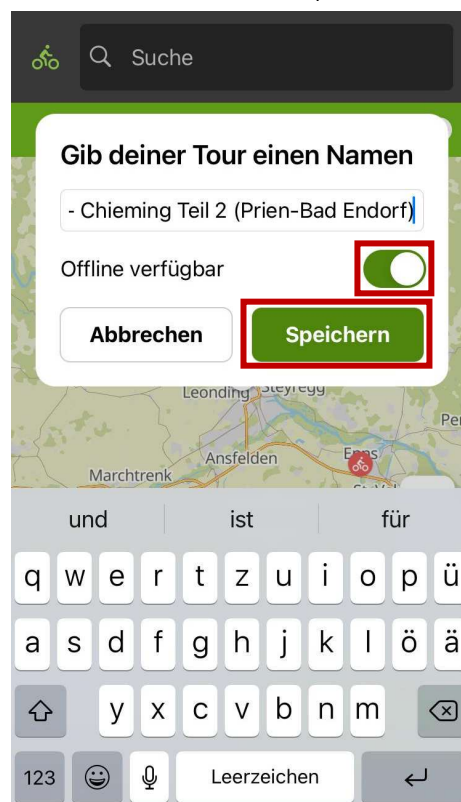 Suche
Gib deiner Tour einen Namen
- Chieming Teil 2 (Prien-Bad Endorf)
Offline verfügbar
Abbrechen Speichern
Leonding Steyregg
Ansfelden Enns
Marchtrenk
und ist für
q w e r t z u i o p ü
a s d f g h j k l ö ä
y x c v b n m
123 Leerzeichen